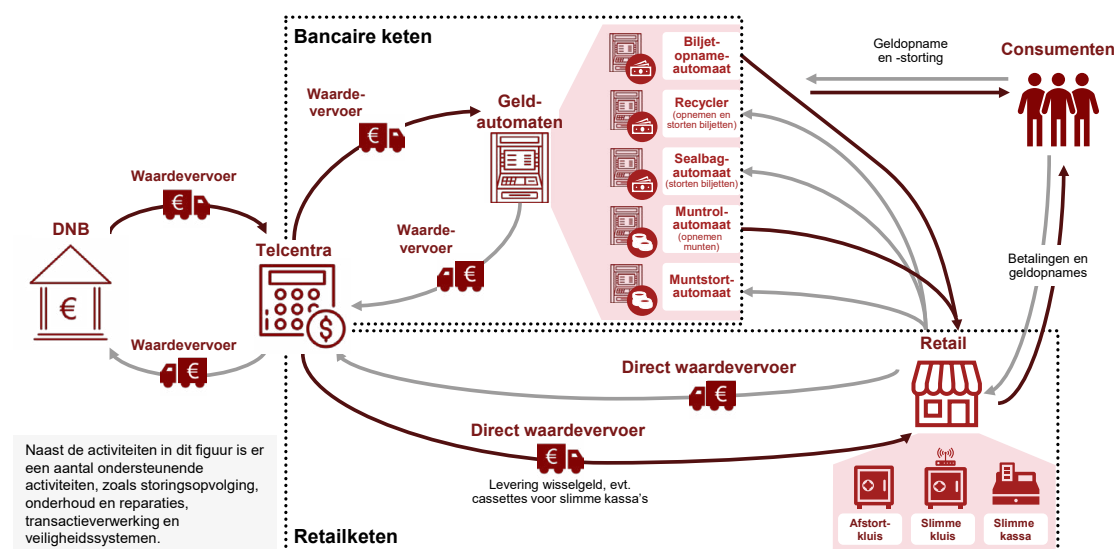 Bancaire keten
Biljet-
opname-
automaat
Recycler
(opnemen en
storten biljetten)
Sealbag-
automaat
(storten biljetten)
Muntrol-
automaat
(opnemen
munten)
Muntstort-
automaat
Geld-
automaten
Waarde-
vervoer
€
Waarde-
vervoer
€
Geldopname
en -storting
Consumenten
Betalingen en
geldopnames
Waardevervoer
€
DNB
€
Telcentra
$
Waardevervoer
€
Retail
Direct waardevervoer
€
Direct waardevervoer
€
Levering wisselgeld, evt.
cassettes voor slimme kassa's
Afstort-
kluis
Slimme
kluis
Slimme
kassa
Retailketen
Naast de activiteiten in dit figuur is er
een aantal ondersteunende
activiteiten, zoals storingsopvolging,
onderhoud en reparaties,
transactieverwerking en
veiligheidssystemen.